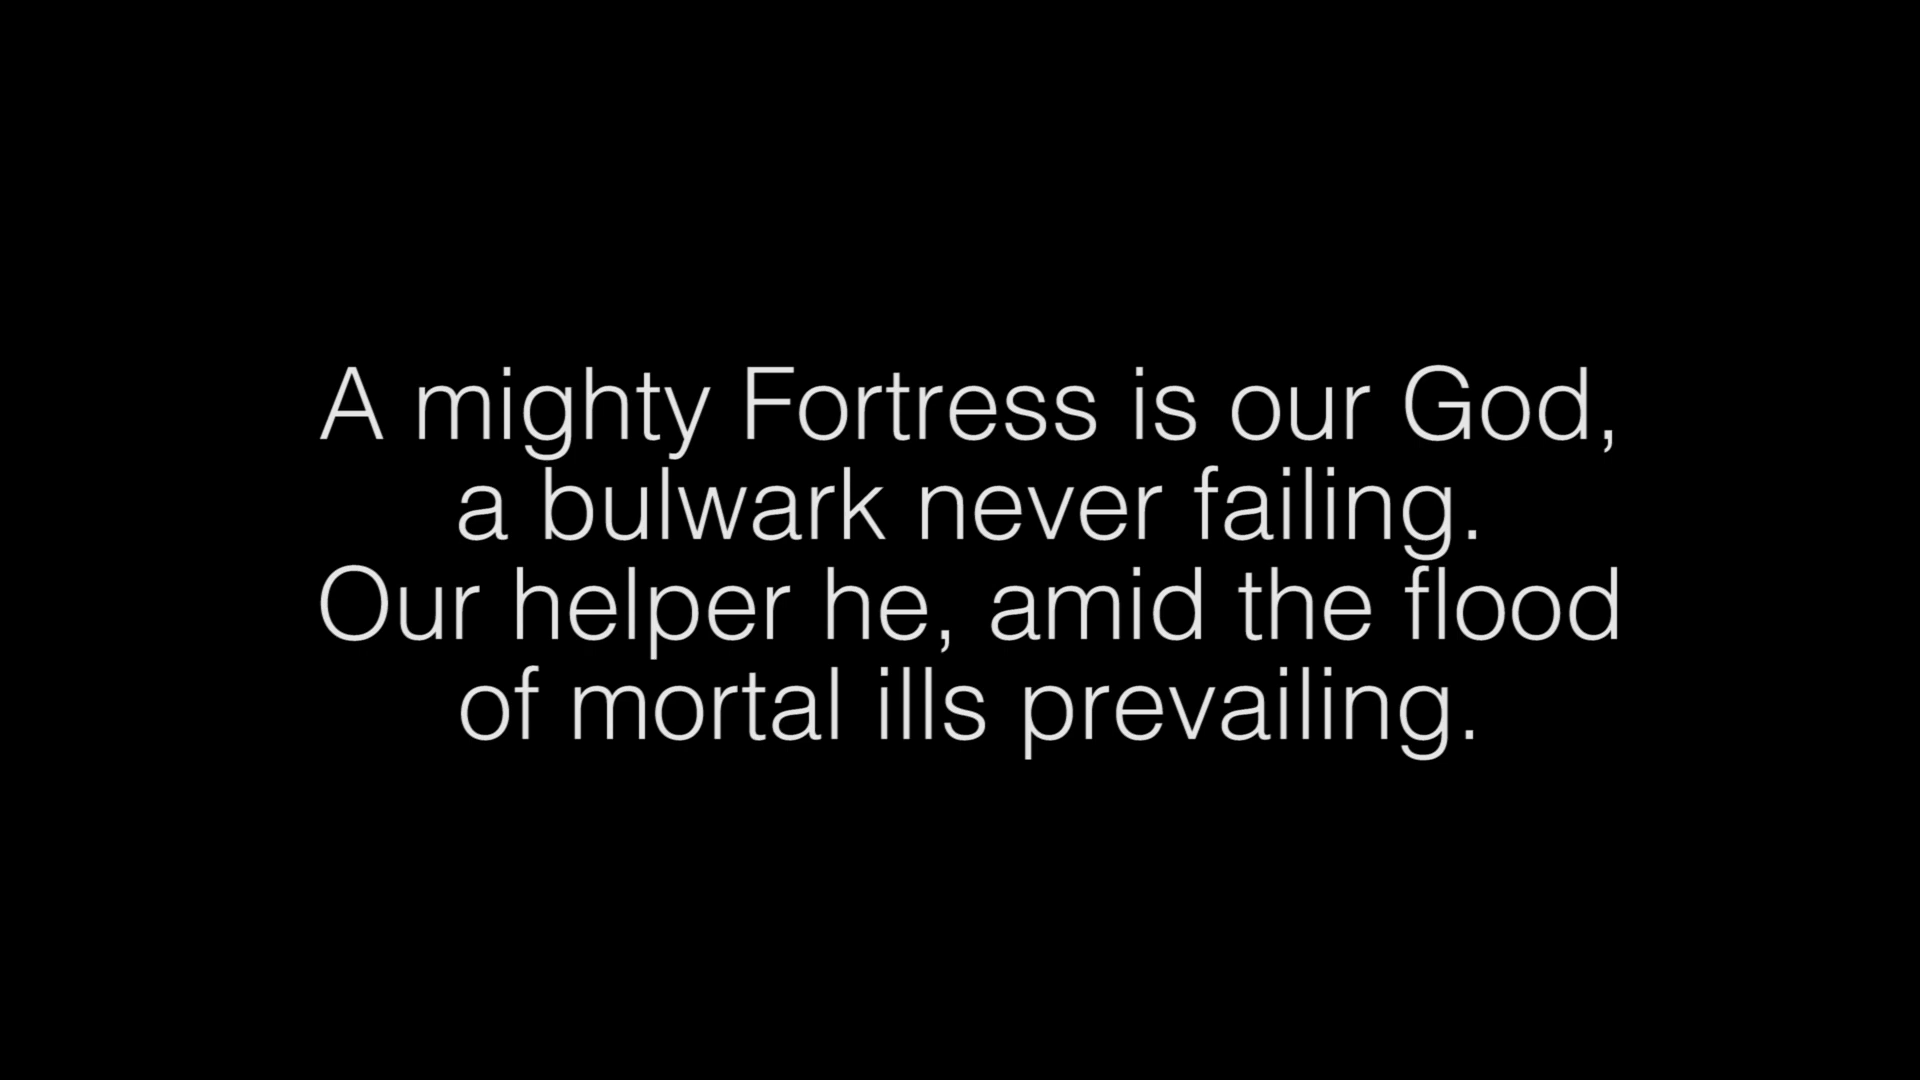 A mighty Fortress is our God,
a bulwark never failing.
Our helper he, amid the flood
of mortal ills prevailing.